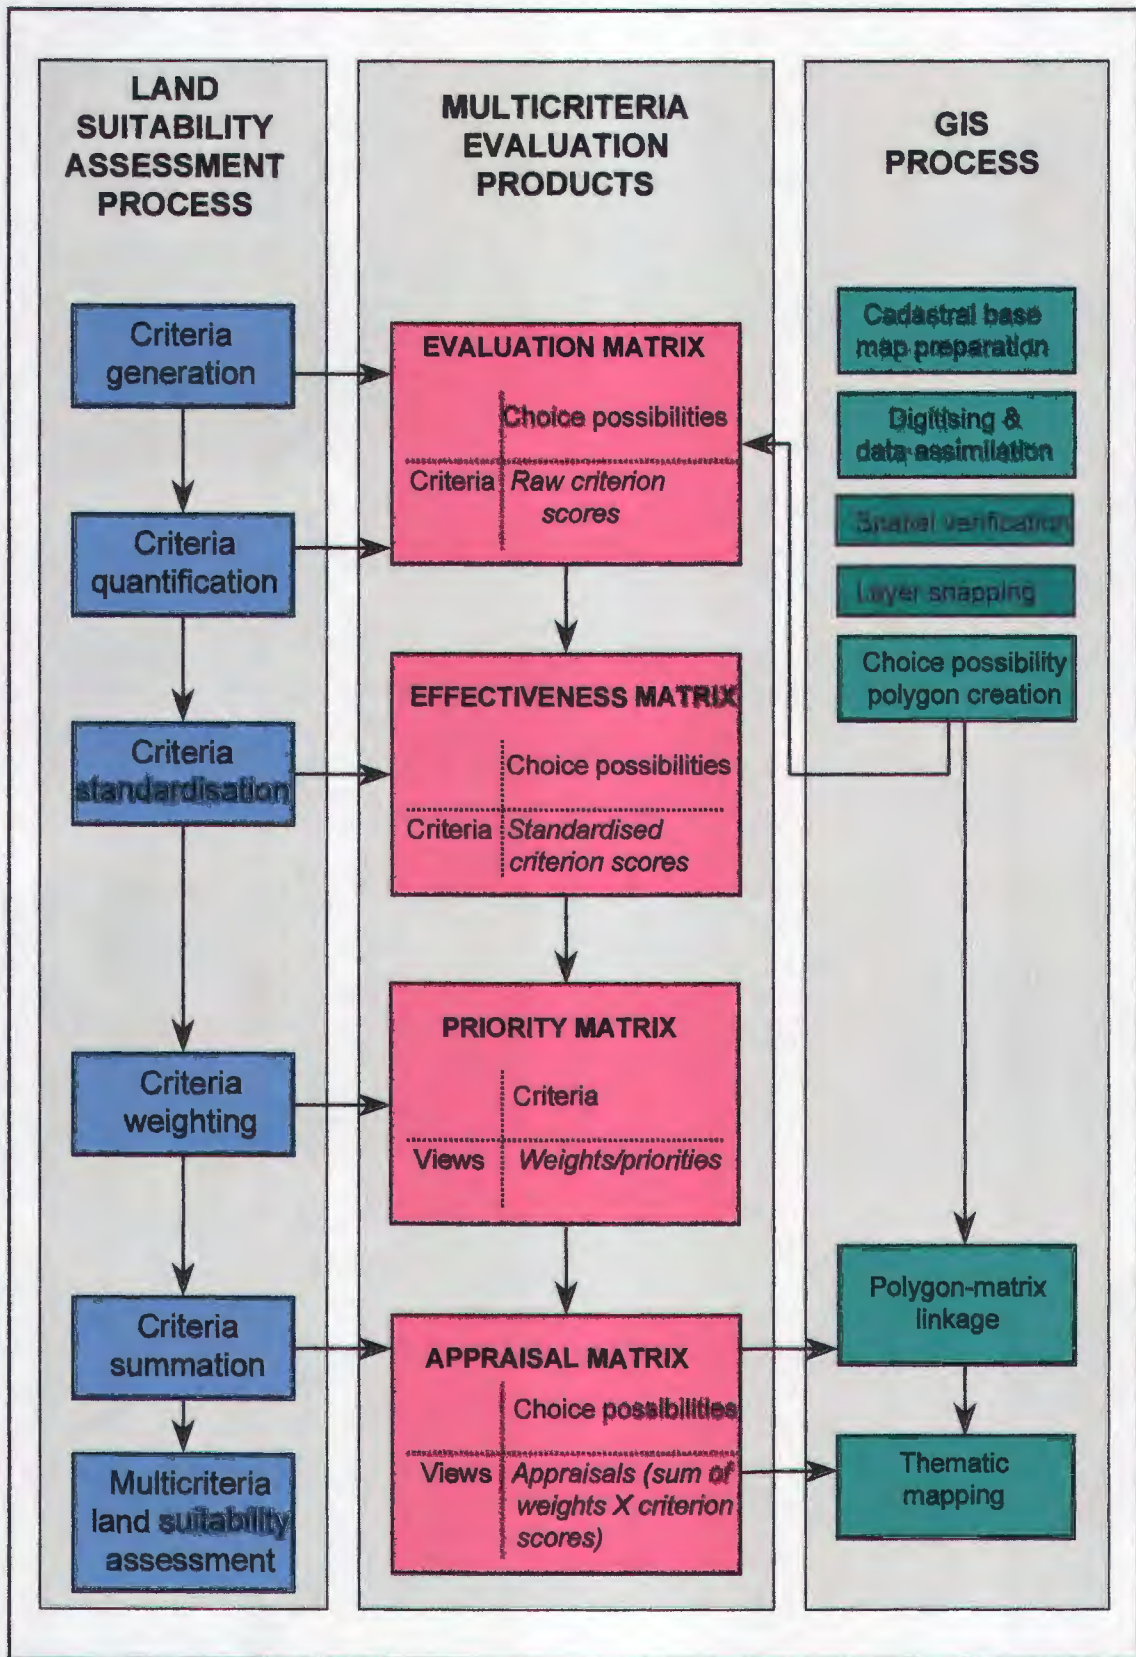 LAND
SUITABILITY
ASSESSMENT
PROCESS
Criteria
generation
Criteria
quantification
Criteria
standardisation
Criteria
weighting
Criteria
summation
Multicriteria
land suitability
assessment
MULTICRITERIA
EVALUATION
PRODUCTS
EVALUATION MATRIX
Choice possibilities
Criteria Raw criterion
scores
EFFECTIVENESS MATRIX
Choice possibilities
Criteria Standardised
criterion scores
PRIORITY MATRIX
Criteria
Views Weights/priorities
APPRAISAL MATRIX
Choice possibilities
Views Appraisals (sum of
weights X criterion
scores)
GIS
PROCESS
Cadastral base
map preparation
Digitising &
data assimilation
Spatial verification
Layer snapping
Choice possibility
polygon creation
Polygon-matrix
linkage
Thematic
mapping